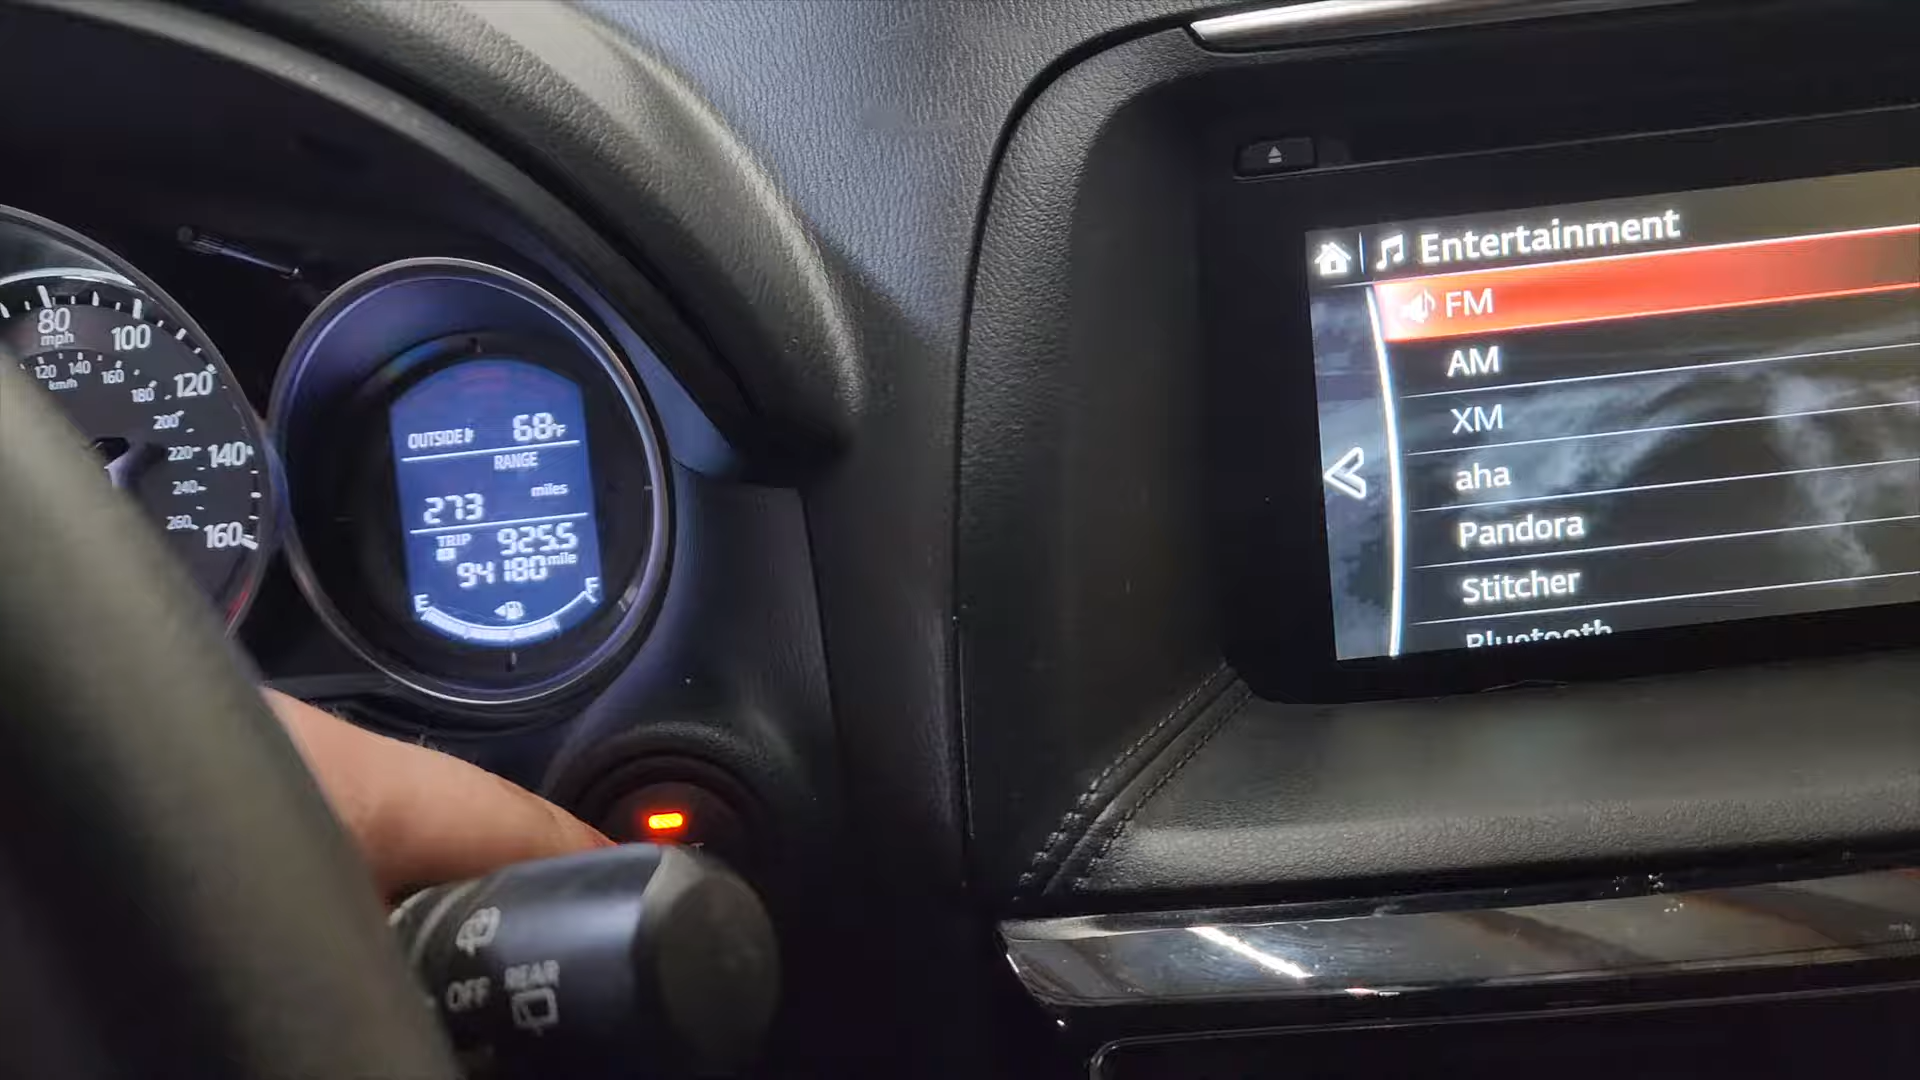 80
mph
100
120
140
160
120
140
160
180
200
220
240
260
km/h
OUTSIDE 68°F
RANGE
273 miles
TRIP 925.5
94180 mile
E F
OFF REAR
Entertainment
FM
AM
XM
aha
Pandora
Stitcher
Bluetooth